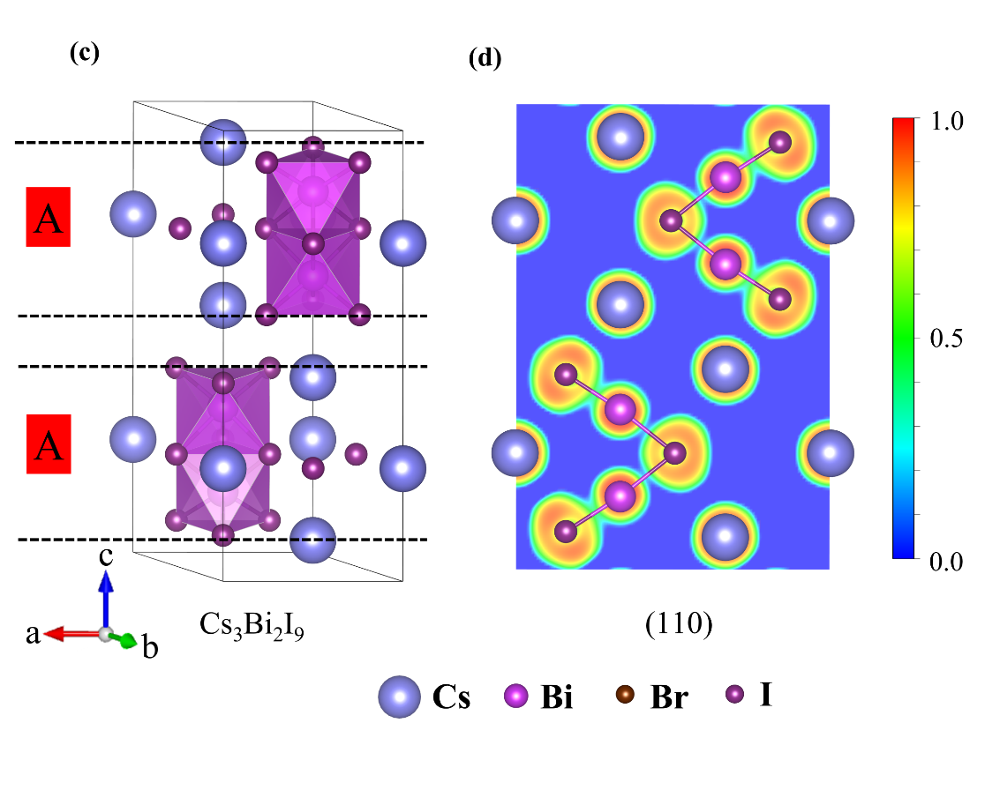 (c)
(d)
1.0
A
0.5
A
0.0
c
a
b
Cs₃Bi₂I₉
(110)
Cs Bi Br I